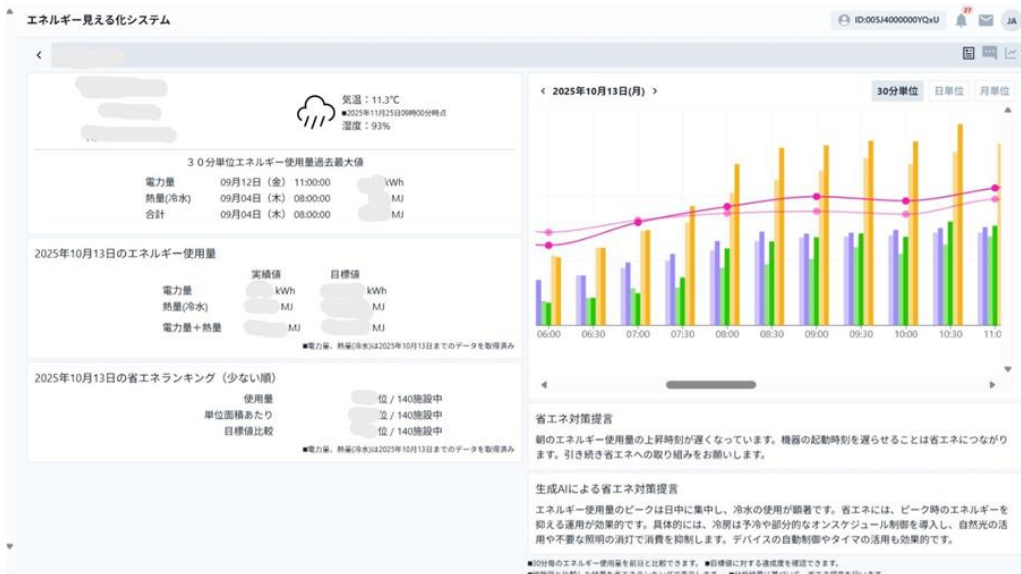 エネルギー見える化システム
ID:005J4000000YQxU
27
JA
気温：11.3℃
■2025年11月25日09時00分時点
湿度：93%
３０分単位エネルギー使用量過去最大値
電力量 09月12日（金） 11:00:00 kWh
熱量(冷水) 09月04日（木） 08:00:00 MJ
合計 09月04日（木） 08:00:00 MJ
2025年10月13日のエネルギー使用量
実績値 目標値
電力量 kWh kWh
熱量(冷水) MJ MJ
電力量＋熱量 MJ MJ
■電力量、熱量(冷水)は2025年10月13日までのデータを取得済み
2025年10月13日の省エネランキング（少ない順）
使用量 位 / 140施設中
単位面積あたり 位 / 140施設中
目標値比較 位 / 140施設中
■電力量、熱量(冷水)は2025年10月13日までのデータを取得済み
2025年10月13日(月)
30分単位 日単位 月単位
06:00 06:30 07:00 07:30 08:00 08:30 09:00 09:30 10:00 10:30 11:0
省エネ対策提言
朝のエネルギー使用量の上昇時刻が遅くなっています。機器の起動時刻を遅らせることは省エネにつながり
ます。引き続き省エネへの取り組みをお願いします。
生成AIによる省エネ対策提言
エネルギー使用量のピークは日中に集中し、冷水の使用が顕著です。省エネには、ピーク時のエネルギーを
抑える運用が効果的です。具体的には、冷房は予冷や部分的なオンスケジュール制御を導入し、自然光の活
用や不要な照明の消灯で消費を抑制します。デバイスの自動制御やタイマの活用も効果的です。
■30分毎のエネルギー使用量を前日と比較できます。 ■目標値に対する達成度を確認できます。